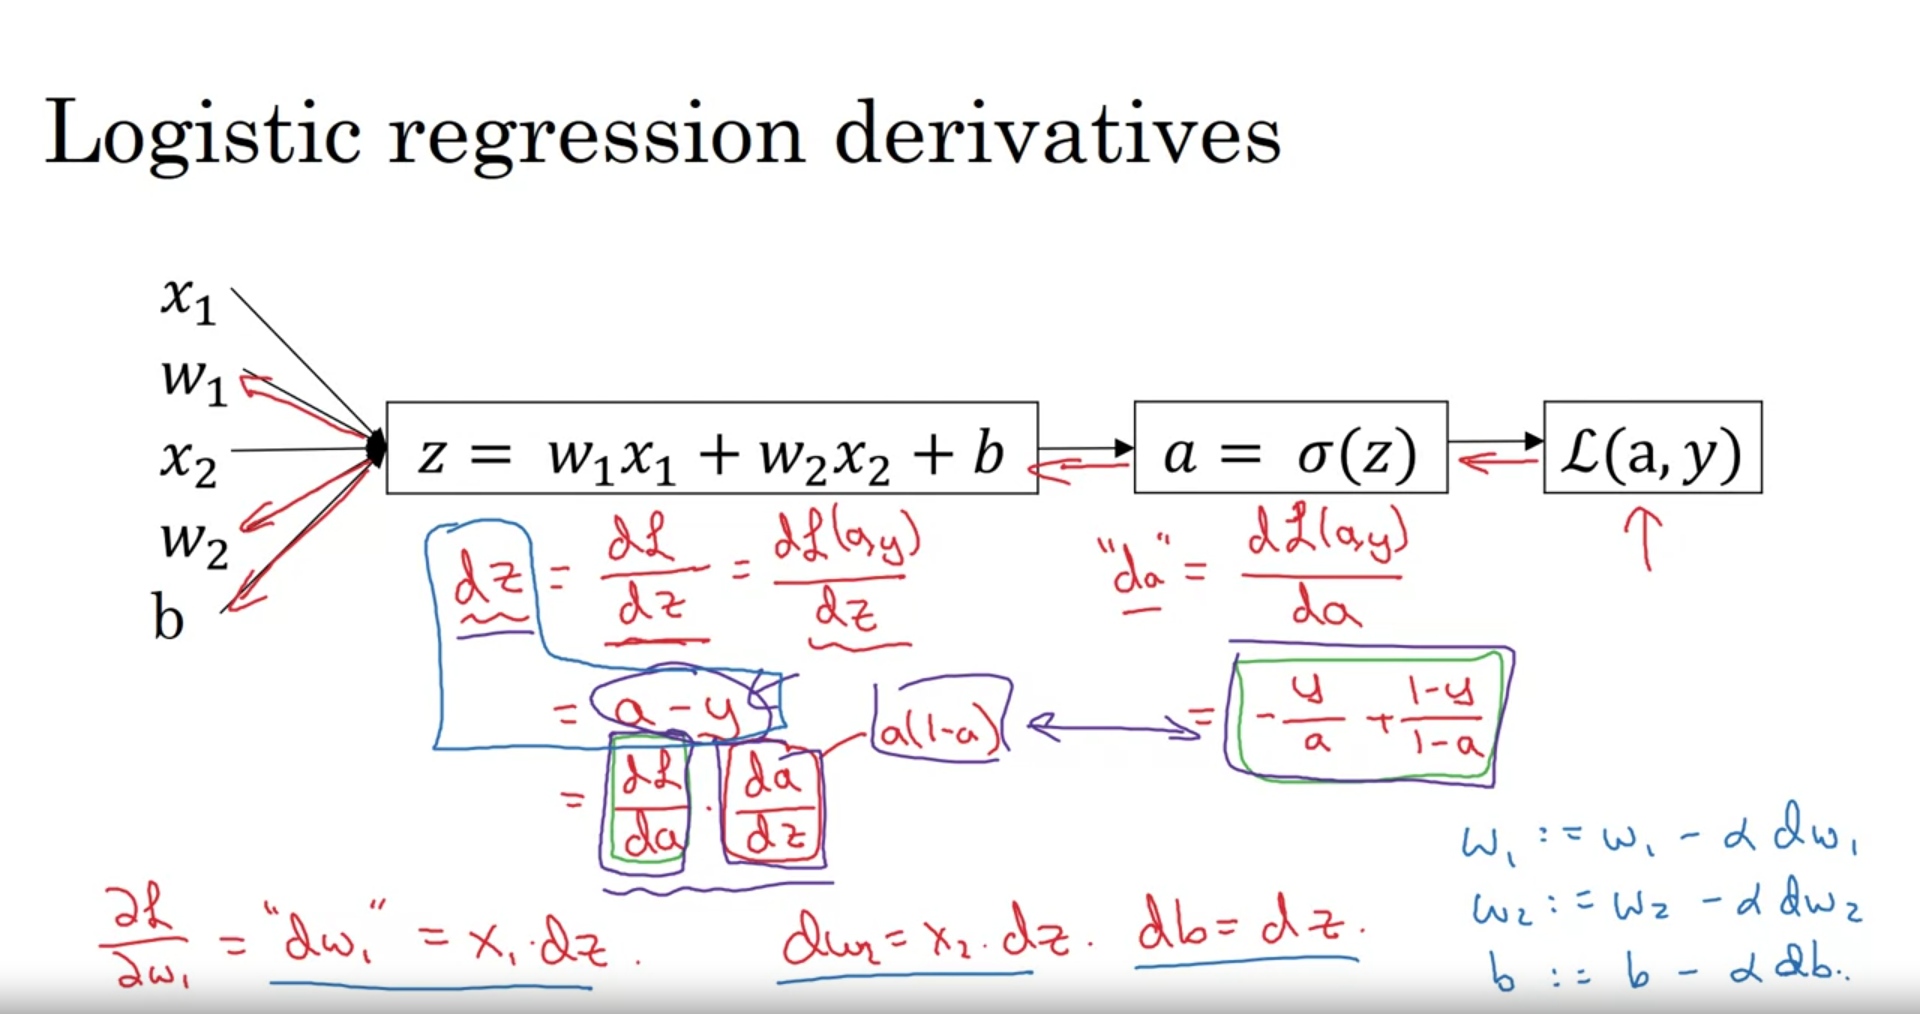 Logistic regression derivatives
x₁
w₁
x₂
w₂
b
z = w₁x₁ + w₂x₂ + b
a = σ(z)
ℒ(a, y)
dz = dℒ/dz = dℒ(a,y)/dz
"da" = dℒ(a,y)/da
= a - y
a(1-a)
= -y/a + (1-y)/(1-a)
= dℒ/da · da/dz
w₁ := w₁ - α dw₁
w₂ := w₂ - α dw₂
b := b - α db.
∂ℒ/∂w₁ = "dw₁" = x₁·dz.
dw₂ = x₂·dz.
db = dz.